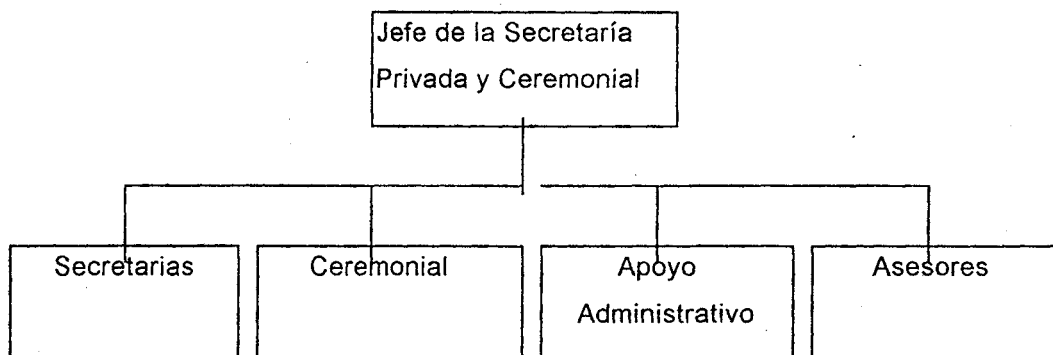 Jefe de la Secretaría
Privada y Ceremonial
Secretarias
Ceremonial
Apoyo
Administrativo
Asesores